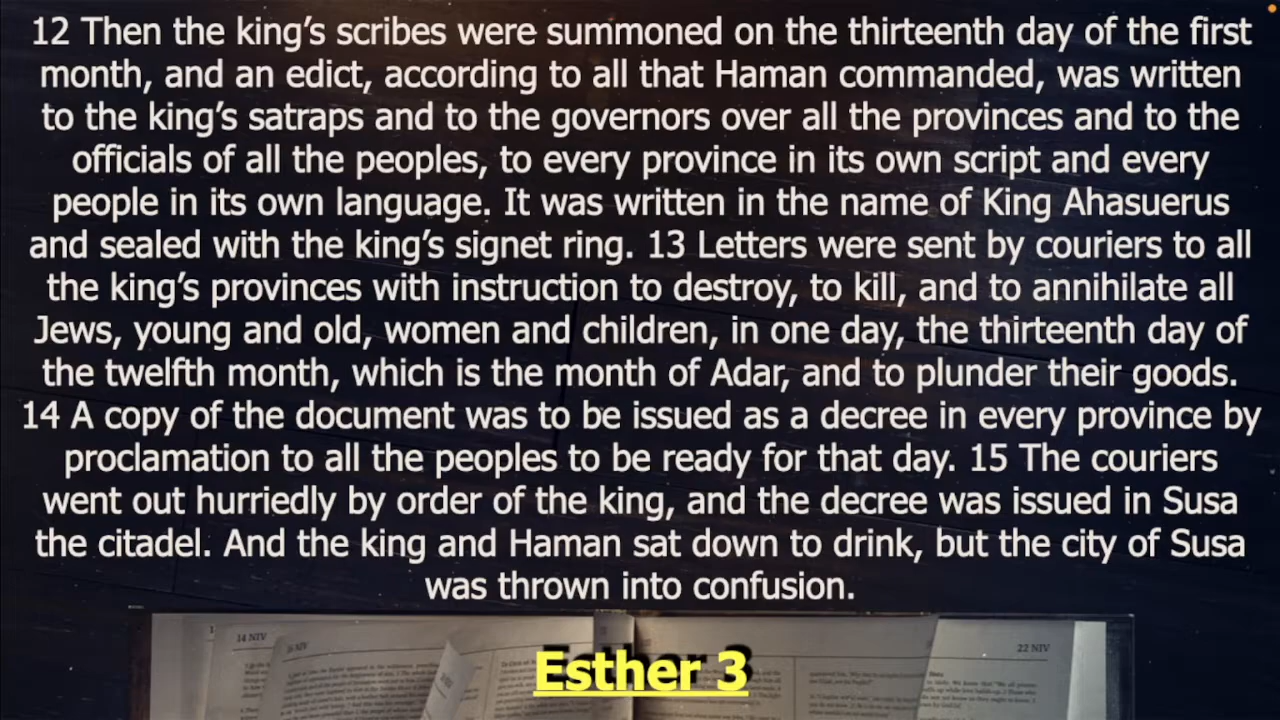 12 Then the king’s scribes were summoned on the thirteenth day of the first
month, and an edict, according to all that Haman commanded, was written
to the king’s satraps and to the governors over all the provinces and to the
officials of all the peoples, to every province in its own script and every
people in its own language. It was written in the name of King Ahasuerus
and sealed with the king’s signet ring. 13 Letters were sent by couriers to all
the king’s provinces with instruction to destroy, to kill, and to annihilate all
Jews, young and old, women and children, in one day, the thirteenth day of
the twelfth month, which is the month of Adar, and to plunder their goods.
14 A copy of the document was to be issued as a decree in every province by
proclamation to all the peoples to be ready for that day. 15 The couriers
went out hurriedly by order of the king, and the decree was issued in Susa
the citadel. And the king and Haman sat down to drink, but the city of Susa
was thrown into confusion.
14 NIV
22 NIV
Esther 3